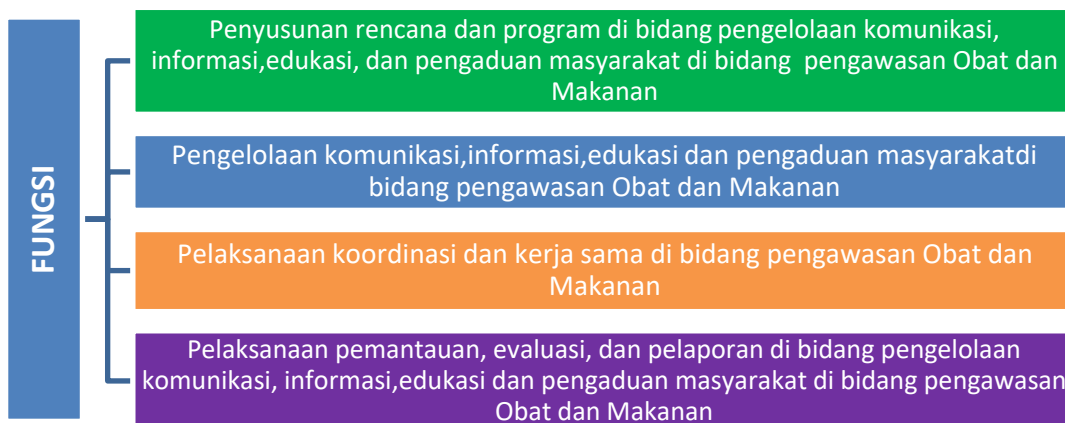 FUNGSI
Penyusunan rencana dan program di bidang pengelolaan komunikasi,
informasi,edukasi, dan pengaduan masyarakat di bidang pengawasan Obat dan
Makanan
Pengelolaan komunikasi,informasi,edukasi dan pengaduan masyarakatdi
bidang pengawasan Obat dan Makanan
Pelaksanaan koordinasi dan kerja sama di bidang pengawasan Obat dan
Makanan
Pelaksanaan pemantauan, evaluasi, dan pelaporan di bidang pengelolaan
komunikasi, informasi,edukasi dan pengaduan masyarakat di bidang pengawasan
Obat dan Makanan